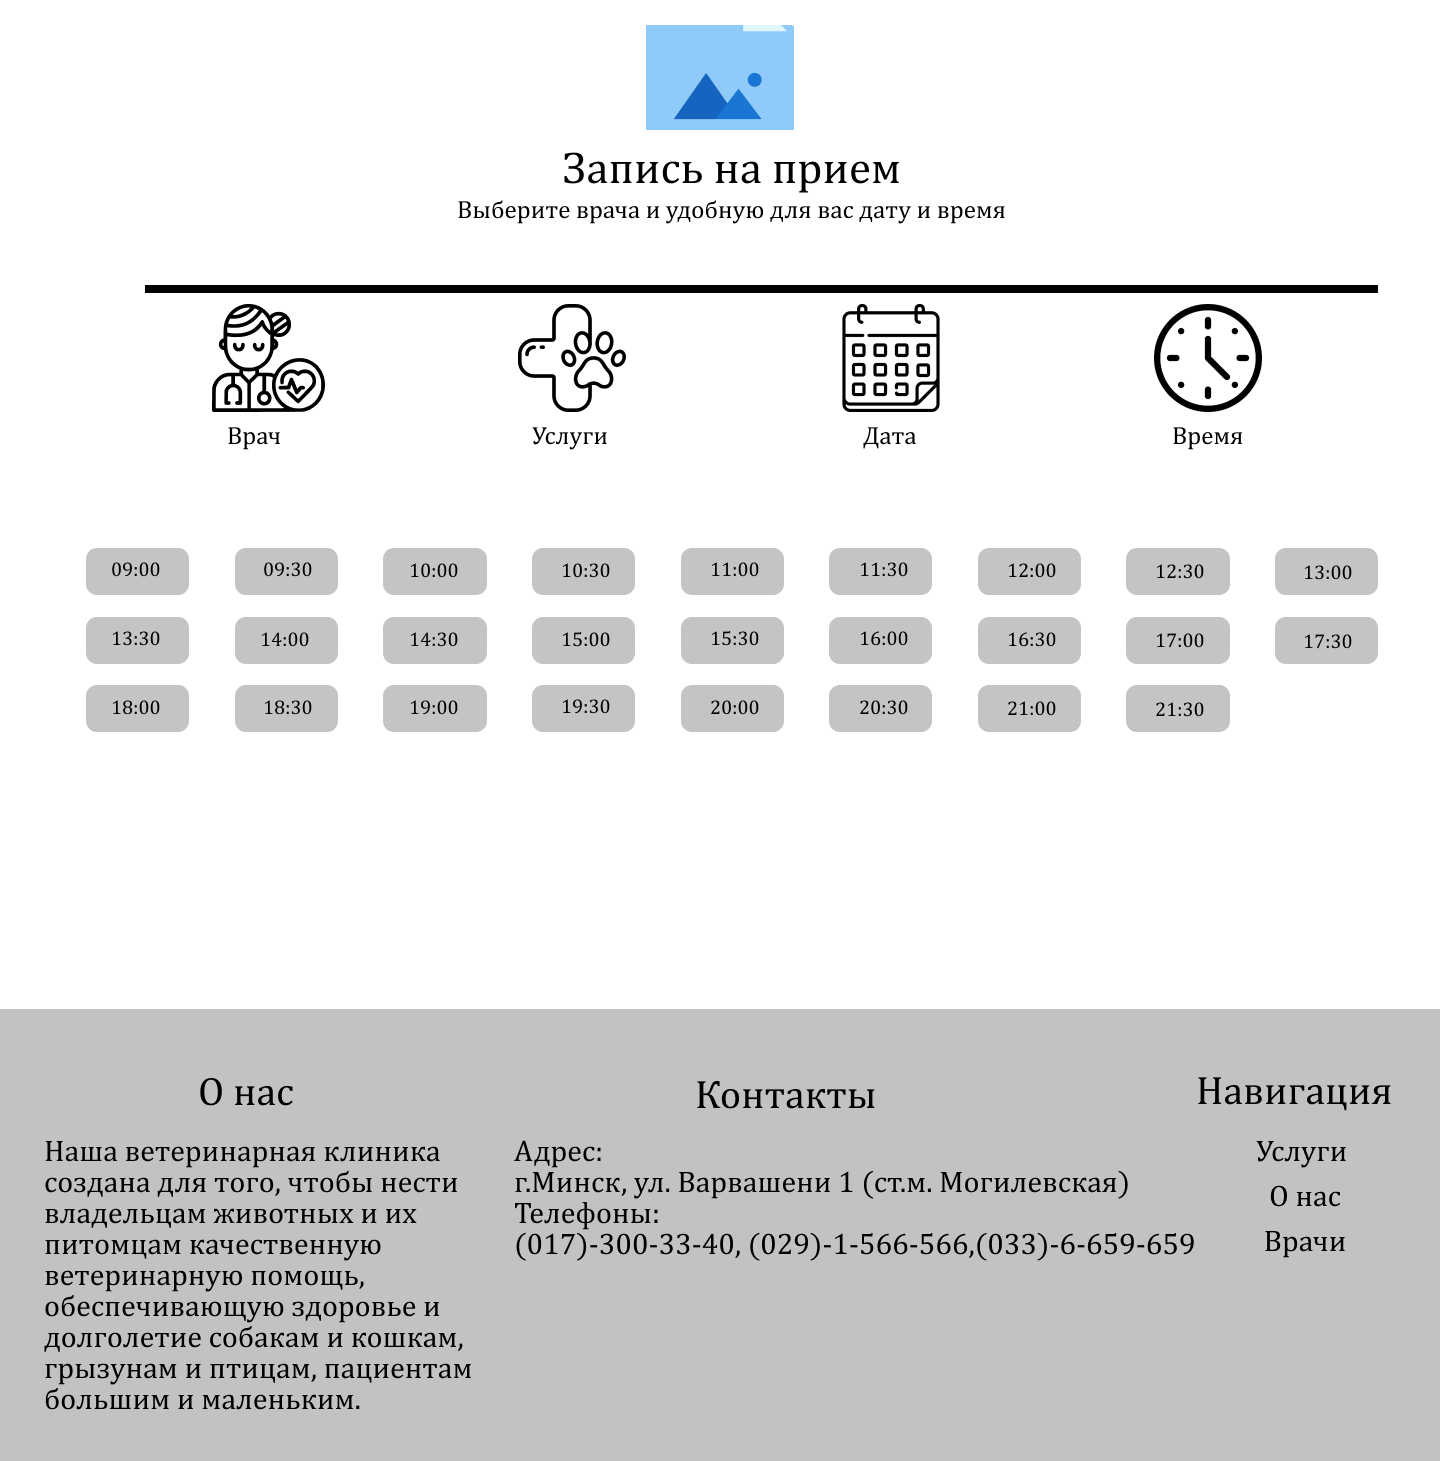 Запись на прием
Выберите врача и удобную для вас дату и время
Врач
Услуги
Дата
Время
09:00 09:30 10:00 10:30 11:00 11:30 12:00 12:30 13:00
13:30 14:00 14:30 15:00 15:30 16:00 16:30 17:00 17:30
18:00 18:30 19:00 19:30 20:00 20:30 21:00 21:30
О нас
Наша ветеринарная клиника
создана для того, чтобы нести
владельцам животных и их
питомцам качественную
ветеринарную помощь,
обеспечивающую здоровье и
долголетие собакам и кошкам,
грызунам и птицам, пациентам
большим и маленьким.
Контакты
Адрес:
г.Минск, ул. Варвашени 1 (ст.м. Могилевская)
Телефоны:
(017)-300-33-40, (029)-1-566-566,(033)-6-659-659
Навигация
Услуги
О нас
Врачи